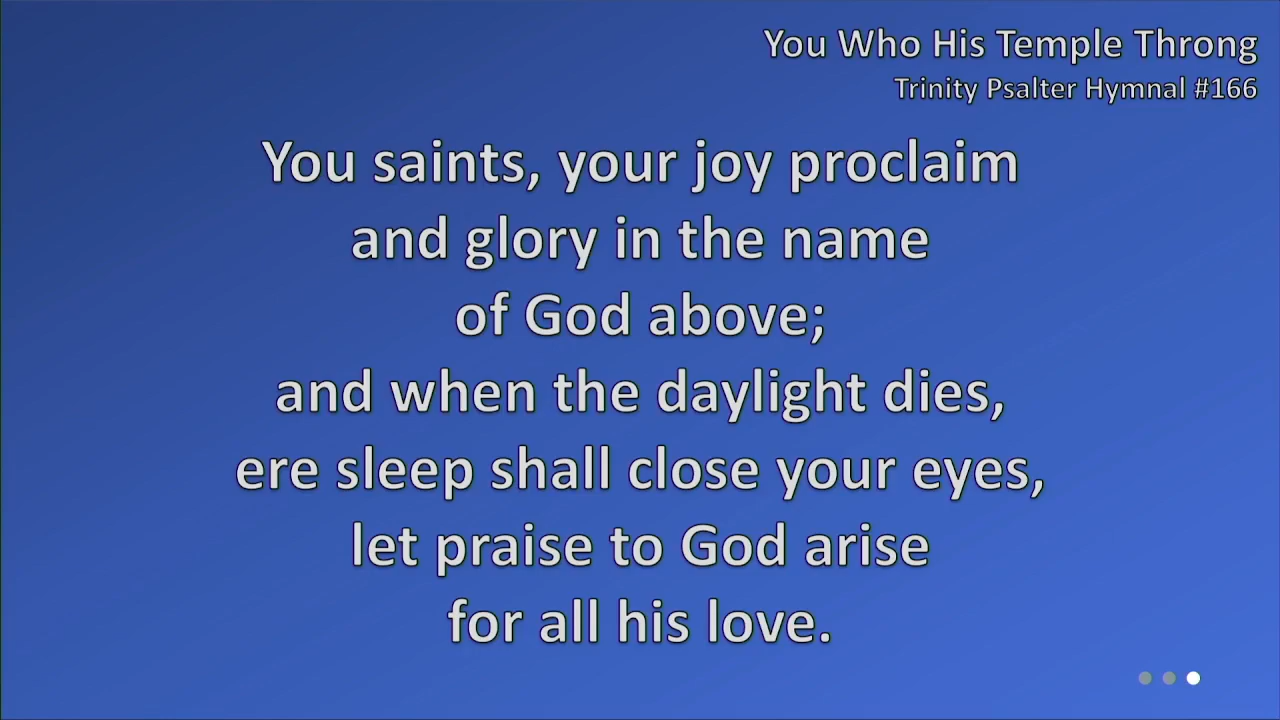 You Who His Temple Throng
Trinity Psalter Hymnal #166
You saints, your joy proclaim
and glory in the name
of God above;
and when the daylight dies,
ere sleep shall close your eyes,
let praise to God arise
for all his love.